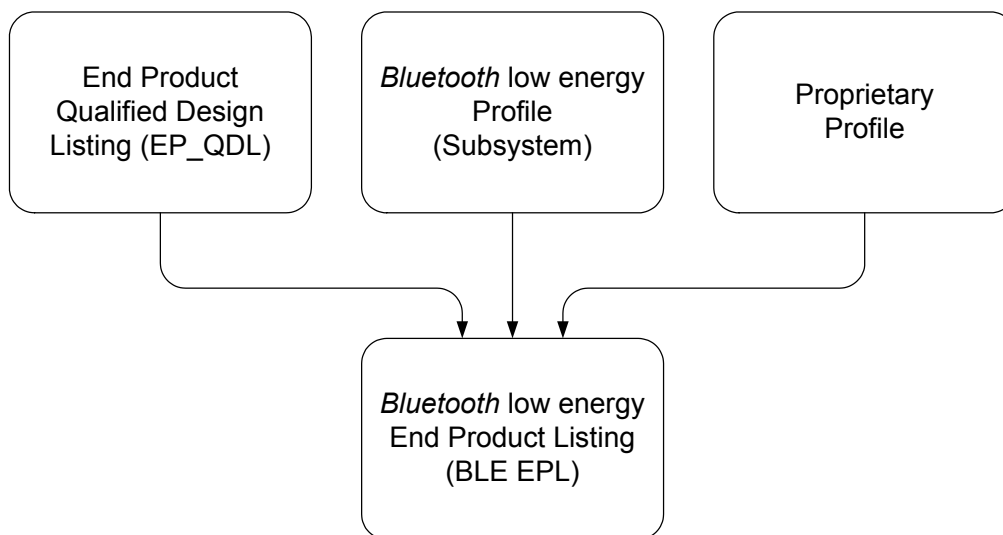 End Product
Qualified Design
Listing (EP_QDL)
Bluetooth low energy
Profile
(Subsystem)
Proprietary
Profile
Bluetooth low energy
End Product Listing
(BLE EPL)